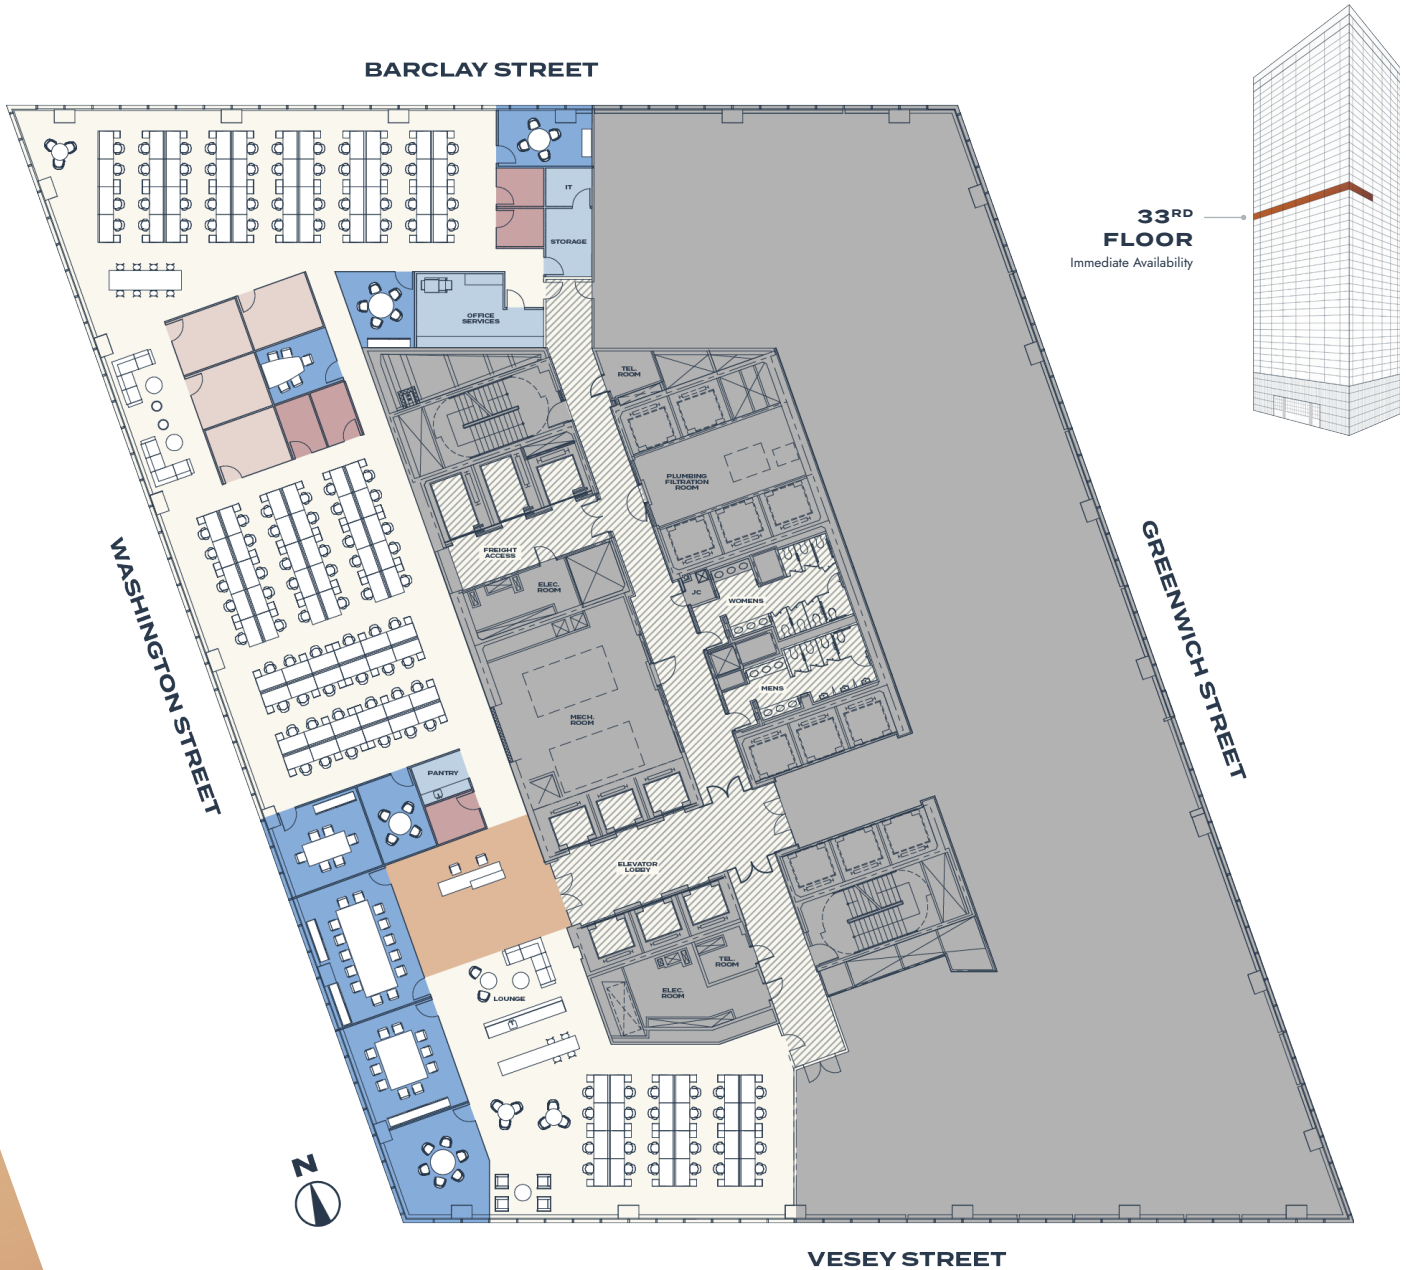 BARCLAY STREET
33RD
FLOOR
Immediate Availability
IT
STORAGE
OFFICE
SERVICES
TEL.
ROOM
PLUMBING
FILTRATION
ROOM
FREIGHT
ACCESS
ELEC.
ROOM
JC
WOMENS
MENS
MECH.
ROOM
WASHINGTON STREET
GREENWICH STREET
PANTRY
ELEVATOR
LOBBY
TEL.
ROOM
ELEC.
ROOM
LOUNGE
N
VESEY STREET